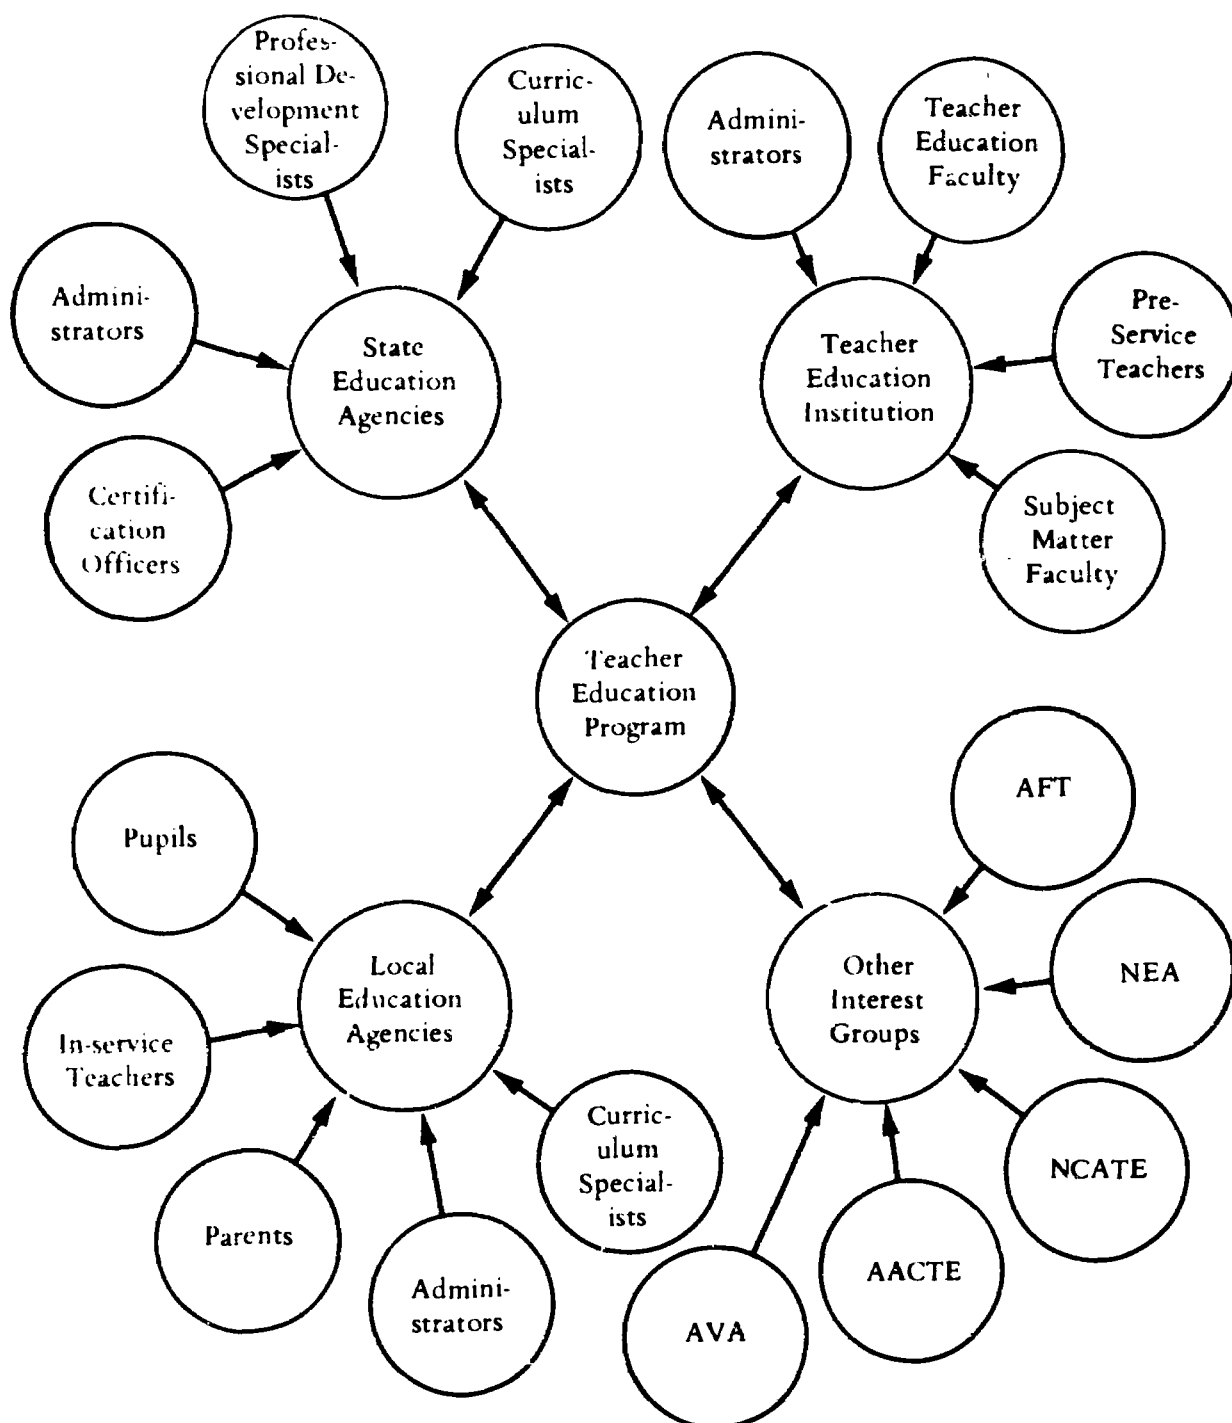 Profes-
sional De-
velopment
Special-
ists
Curric-
ulum
Special-
ists
Admini-
strators
Teacher
Education
Faculty
Admini-
strators
State
Education
Agencies
Teacher
Education
Institution
Pre-
Service
Teachers
Certifi-
cation
Officers
Subject
Matter
Faculty
Teacher
Education
Program
Pupils
AFT
Local
Education
Agencies
Other
Interest
Groups
NEA
In-service
Teachers
Curric-
ulum
Special-
ists
NCATE
Parents
Admini-
strators
AACTE
AVA